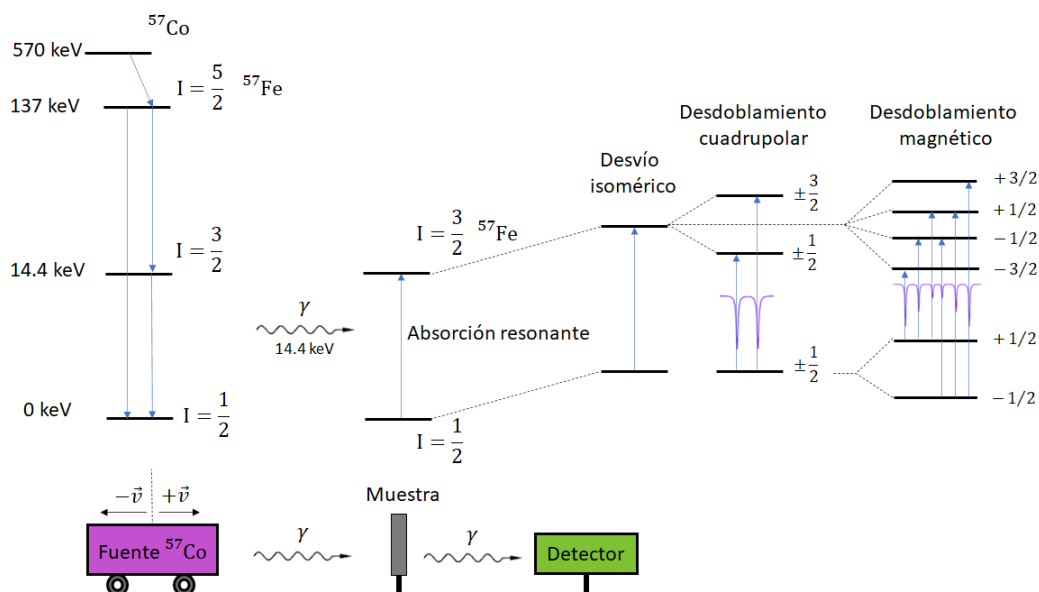 ⁵⁷Co
570 keV
I = 5/2 ⁵⁷Fe
137 keV
I = 3/2
14.4 keV
I = 1/2
0 keV
γ
14.4 keV
I = 3/2 ⁵⁷Fe
Absorción resonante
I = 1/2
Desvío
isomérico
Desdoblamiento
cuadrupolar
± 3/2
± 1/2
± 1/2
Desdoblamiento
magnético
+ 3/2
+ 1/2
− 1/2
− 3/2
+ 1/2
− 1/2
−v⃗ +v⃗
Fuente ⁵⁷Co
γ
Muestra
γ
Detector